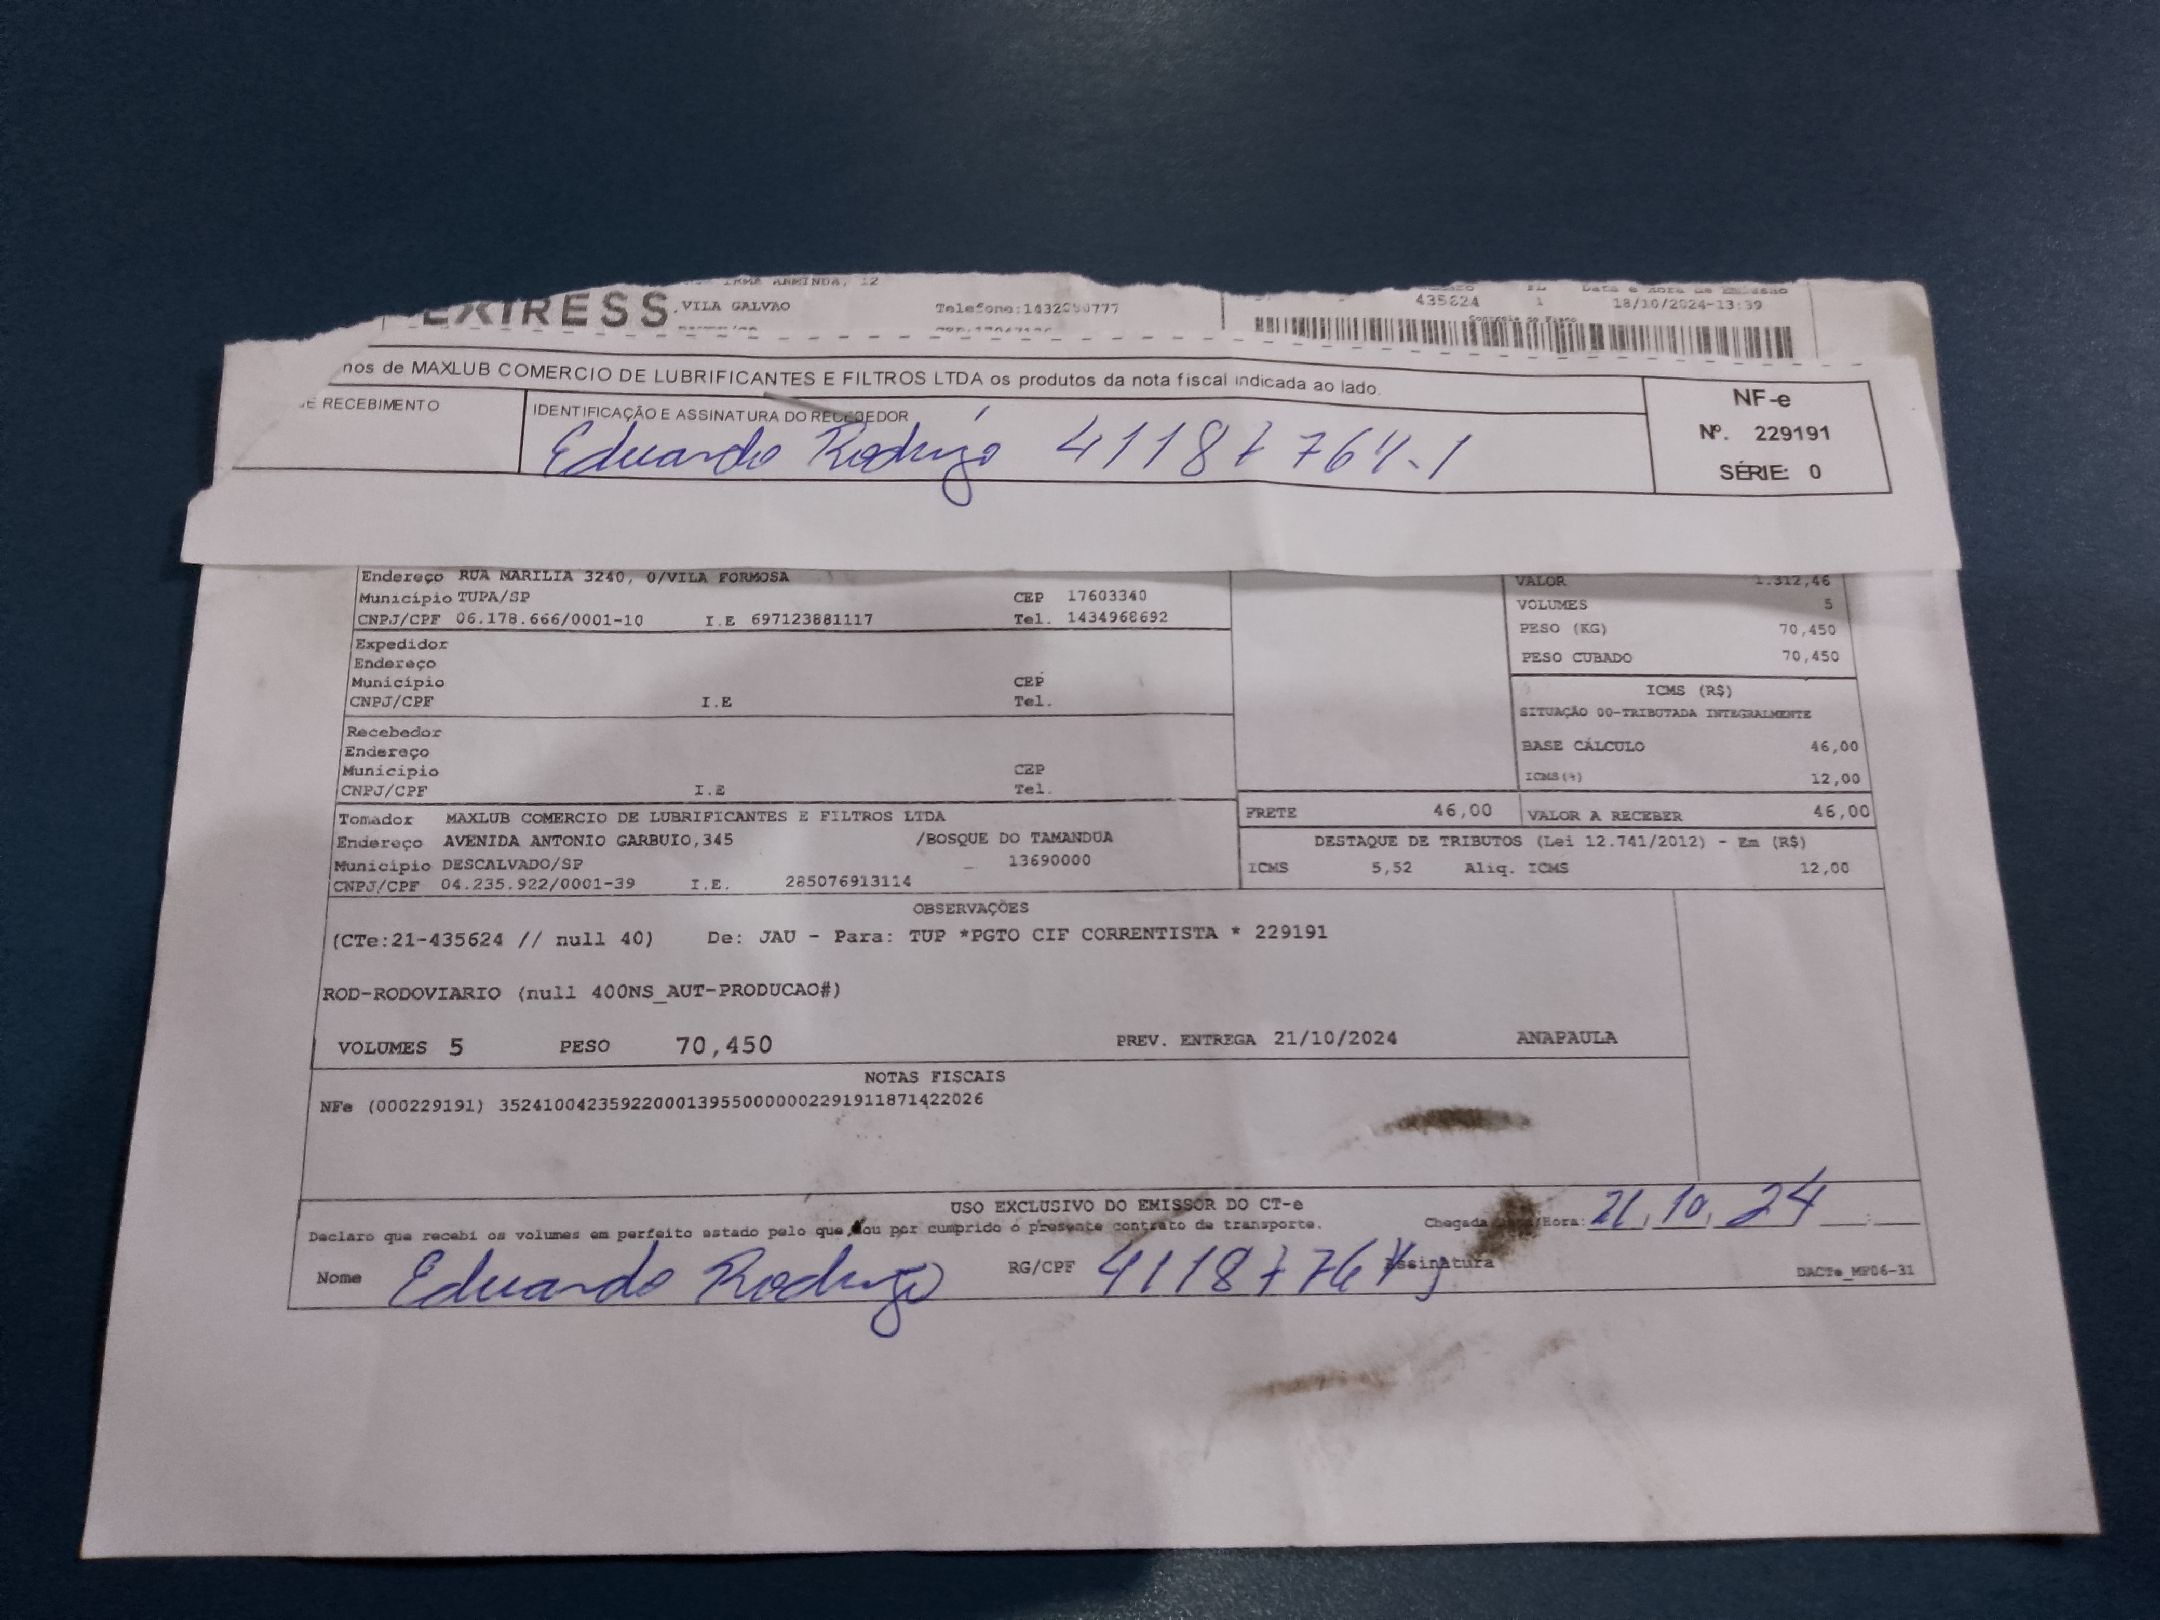 IRMA ARMINDA, 12
EXPRESS ,VILA GALVAO Telefone:
435624 1 18/10/2024-13:39
Controle do Fisco
nos de MAXLUB COMERCIO DE LUBRIFICANTES E FILTROS LTDA os produtos da nota fiscal indicada ao lado.
E RECEBIMENTO IDENTIFICAÇÃO E ASSINATURA DO RECEBEDOR
Eduardo Rodrigo
NF-e
Nº. 229191
SÉRIE: 0
Endereço RUA MARILIA 3240, 0/VILA FORMOSA
Município TUPA/SP CEP 17603340
CNPJ/CPF 06.178.666/0001-10 I.E 697123881117 Tel. 1434968692
Expedidor
Endereço
Município CEP
CNPJ/CPF I.E Tel.
Recebedor
Endereço
Município CEP
CNPJ/CPF I.E Tel.
Tomador MAXLUB COMERCIO DE LUBRIFICANTES E FILTROS LTDA
Endereço AVENIDA ANTONIO GARBUIO,345 /BOSQUE DO TAMANDUA
Município DESCALVADO/SP _ 13690000
CNPJ/CPF 04.235.922/0001-39 I.E. 285076913114
VALOR 1.312,46
VOLUMES 5
PESO (KG) 70,450
PESO CUBADO 70,450
ICMS (R$)
SITUAÇÃO 00-TRIBUTADA INTEGRALMENTE
BASE CÁLCULO 46,00
ICMS(%) 12,00
FRETE 46,00 VALOR A RECEBER 46,00
DESTAQUE DE TRIBUTOS (Lei 12.741/2012) - Em (R$)
ICMS 5,52 Aliq. ICMS 12,00
OBSERVAÇÕES
(CTe:21-435624 // null 40) De: JAU - Para: TUP *PGTO CIF CORRENTISTA * 229191
ROD-RODOVIARIO (null 400NS_AUT-PRODUCAO#)
VOLUMES 5 PESO 70,450 PREV. ENTREGA 21/10/2024 ANAPAULA
NOTAS FISCAIS
NFe (000229191) 35241004235922000139550000002291911871422026
USO EXCLUSIVO DO EMISSOR DO CT-e
Declaro que recebi os volumes em perfeito estado pelo que dou por cumprido o presente contrato de transporte. Chegada Hora: 21, 10, 24
Nome Eduardo Rodrigo RG/CPF Assinatura DACTe_MF06-31